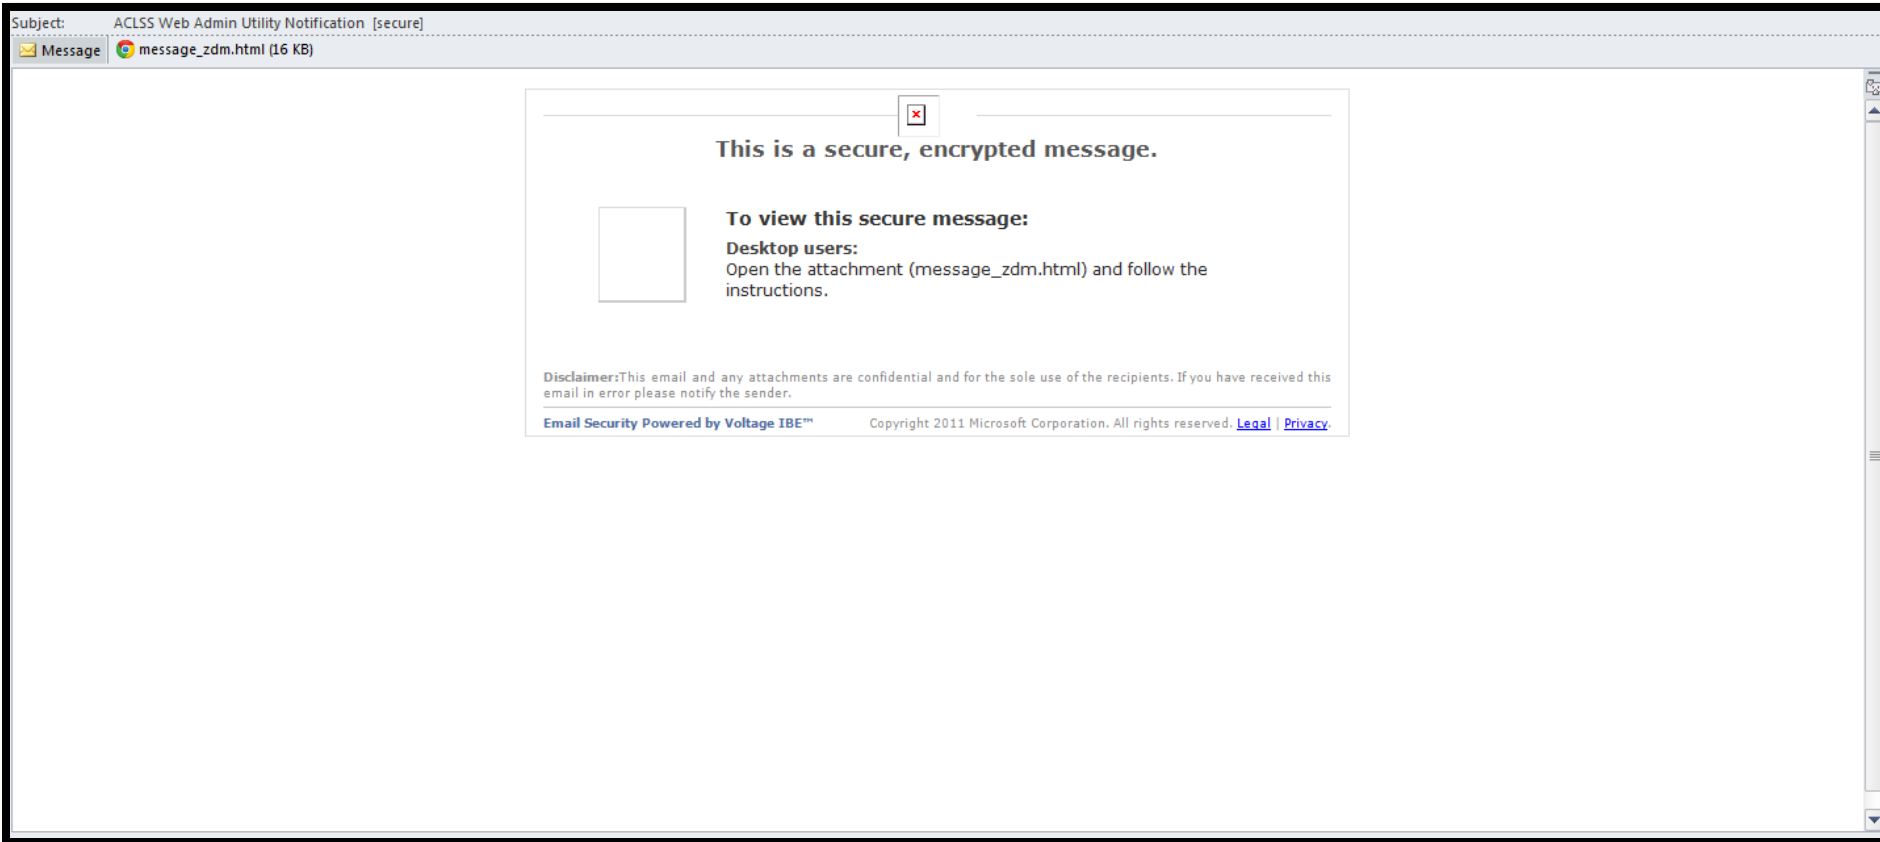 Subject: ACLSS Web Admin Utility Notification [secure]
Message message_zdm.html (16 KB)
This is a secure, encrypted message.
To view this secure message:
Desktop users:
Open the attachment (message_zdm.html) and follow the
instructions.
Disclaimer:This email and any attachments are confidential and for the sole use of the recipients. If you have received this
email in error please notify the sender.
Email Security Powered by Voltage IBE™ Copyright 2011 Microsoft Corporation. All rights reserved. Legal | Privacy.